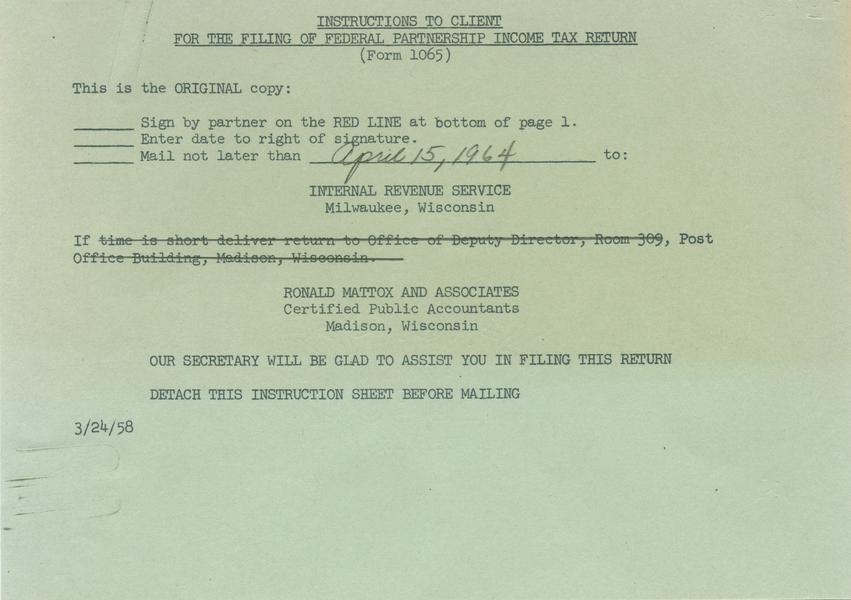 INSTRUCTIONS TO CLIENT
FOR THE FILING OF FEDERAL PARTNERSHIP INCOME TAX RETURN
(Form 1065)
This is the ORIGINAL copy:
______ Sign by partner on the RED LINE at bottom of page 1.
______ Enter date to right of signature.
______ Mail not later than April 15, 1964 to:
INTERNAL REVENUE SERVICE
Milwaukee, Wisconsin
If time is short deliver return to Office of Deputy Director, Room 309, Post
Office Building, Madison, Wisconsin.
RONALD MATTOX AND ASSOCIATES
Certified Public Accountants
Madison, Wisconsin
OUR SECRETARY WILL BE GLAD TO ASSIST YOU IN FILING THIS RETURN
DETACH THIS INSTRUCTION SHEET BEFORE MAILING
3/24/58